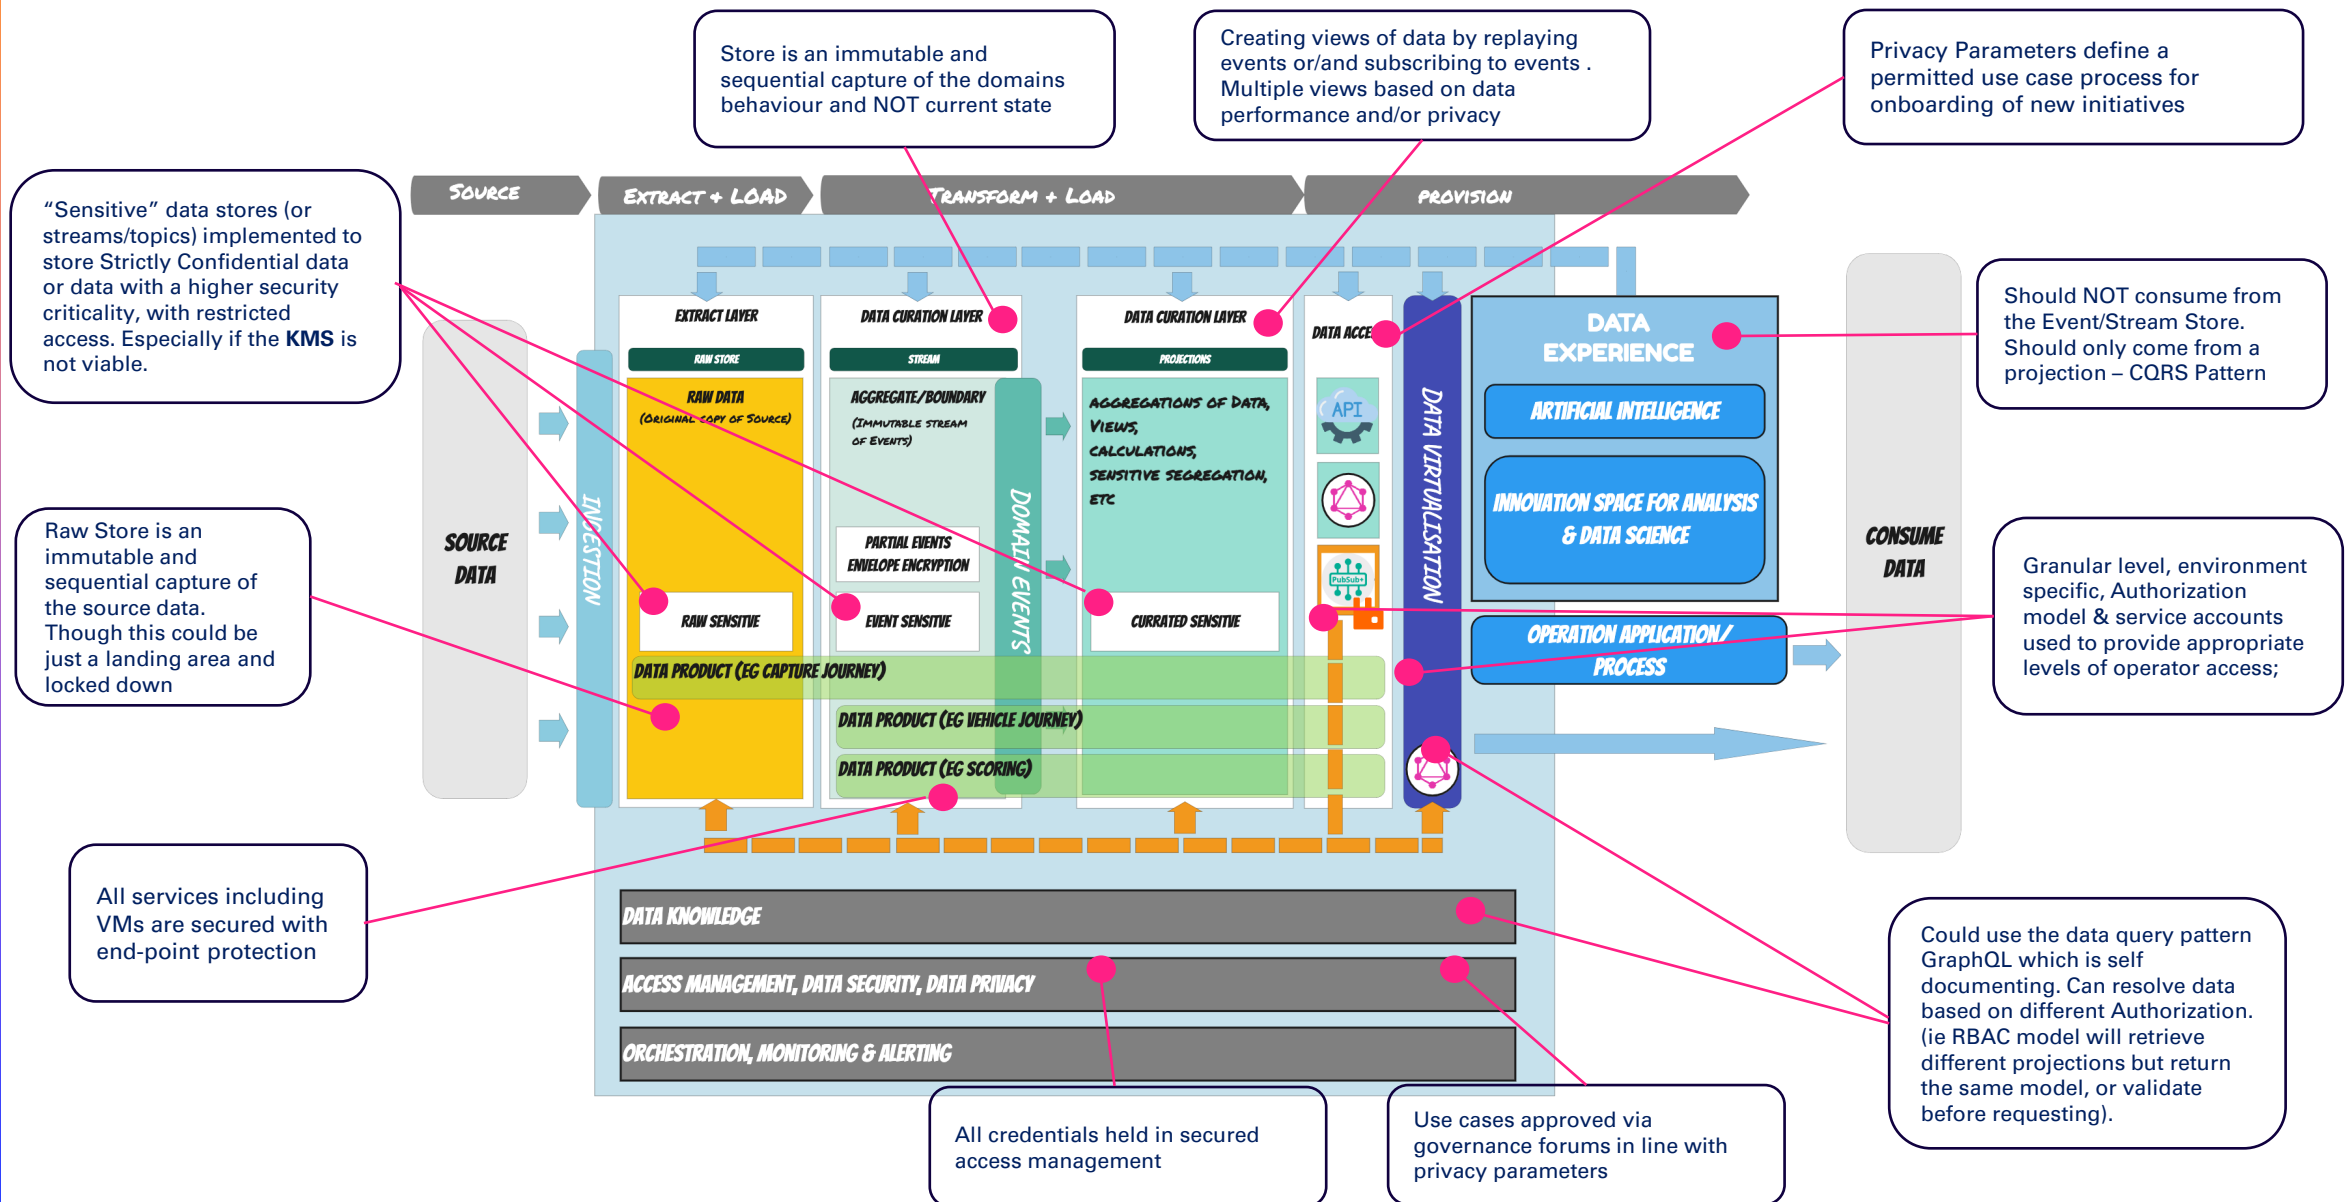 Store is an immutable and
sequential capture of the domains
behaviour and NOT current state
Creating views of data by replaying
events or/and subscribing to events .
Multiple views based on data
performance and/or privacy
Privacy Parameters define a
permitted use case process for
onboarding of new initiatives
“Sensitive” data stores (or
streams/topics) implemented to
store Strictly Confidential data
or data with a higher security
criticality, with restricted
access. Especially if the KMS is
not viable.
SOURCE
EXTRACT + LOAD
TRANSFORM + LOAD
PROVISION
Should NOT consume from
the Event/Stream Store.
Should only come from a
projection – CQRS Pattern
EXTRACT LAYER
RAW STORE
RAW DATA
(ORIGINAL COPY OF SOURCE)
RAW SENSITIVE
DATA CURATION LAYER
STREAM
AGGREGATE/BOUNDARY
(IMMUTABLE STREAM
OF EVENTS)
PARTIAL EVENTS
ENVELOPE ENCRYPTION
EVENT SENSITIVE
DOMAIN EVENTS
DATA CURATION LAYER
PROJECTIONS
AGGREGATIONS OF DATA,
VIEWS,
CALCULATIONS,
SENSITIVE SEGREGATION,
ETC
CURRATED SENSITIVE
DATA ACCE
API
PubSub+
DATA VIRTUALISATION
DATA
EXPERIENCE
ARTIFICIAL INTELLIGENCE
INNOVATION SPACE FOR ANALYSIS
& DATA SCIENCE
OPERATION APPLICATION/
PROCESS
SOURCE
DATA
INGESTION
CONSUME
DATA
Raw Store is an
immutable and
sequential capture of
the source data.
Though this could be
just a landing area and
locked down
Granular level, environment
specific, Authorization
model & service accounts
used to provide appropriate
levels of operator access;
DATA PRODUCT (EG CAPTURE JOURNEY)
DATA PRODUCT (EG VEHICLE JOURNEY)
DATA PRODUCT (EG SCORING)
All services including
VMs are secured with
end-point protection
DATA KNOWLEDGE
ACCESS MANAGEMENT, DATA SECURITY, DATA PRIVACY
ORCHESTRATION, MONITORING & ALERTING
Could use the data query pattern
GraphQL which is self
documenting. Can resolve data
based on different Authorization.
(ie RBAC model will retrieve
different projections but return
the same model, or validate
before requesting).
All credentials held in secured
access management
Use cases approved via
governance forums in line with
privacy parameters